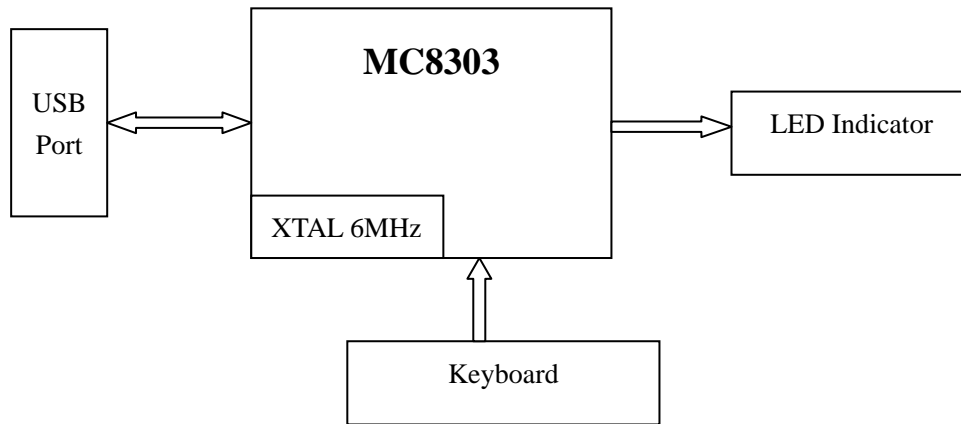 MC8303
USB
Port
LED Indicator
XTAL 6MHz
Keyboard